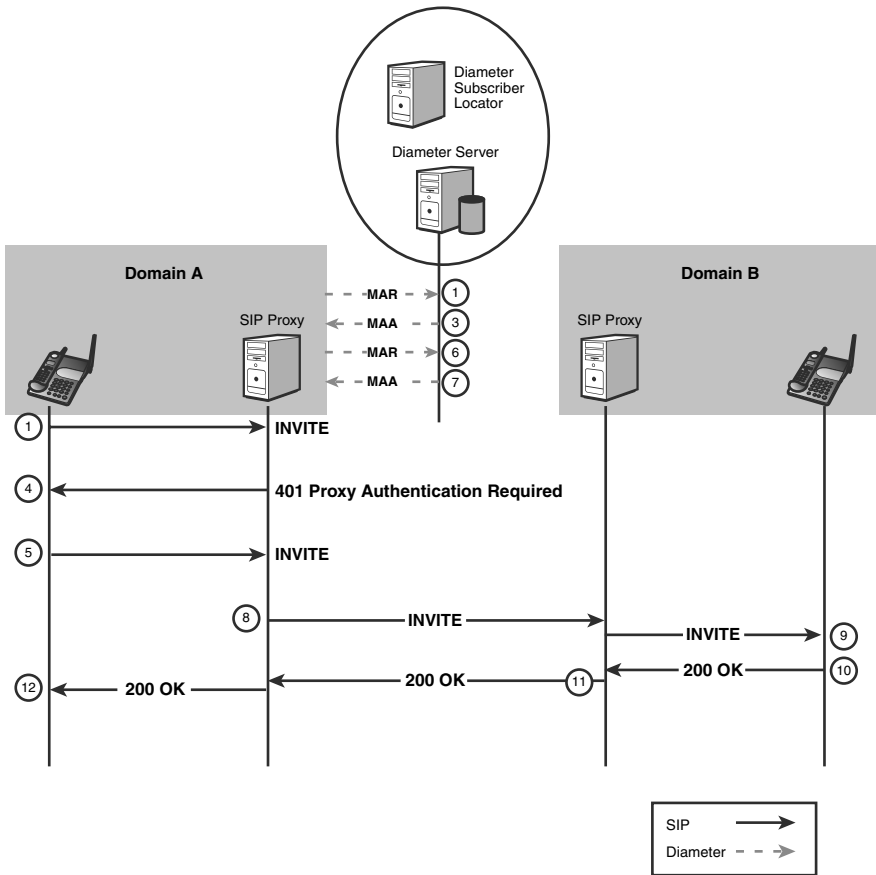 Diameter
Subscriber
Locator
Diameter Server
Domain A
Domain B
MAR
1
SIP Proxy
MAA
3
SIP Proxy
MAR
6
MAA
7
1
INVITE
4
401 Proxy Authentication Required
5
INVITE
8
INVITE
INVITE
9
12
200 OK
200 OK
11
200 OK
10
SIP
Diameter